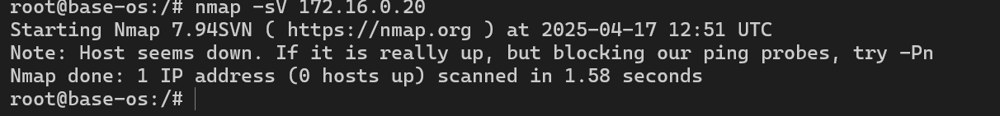 root@base-os:/# nmap -sV 172.16.0.20
Starting Nmap 7.94SVN ( https://nmap.org ) at 2025-04-17 12:51 UTC
Note: Host seems down. If it is really up, but blocking our ping probes, try -Pn
Nmap done: 1 IP address (0 hosts up) scanned in 1.58 seconds
root@base-os:/#